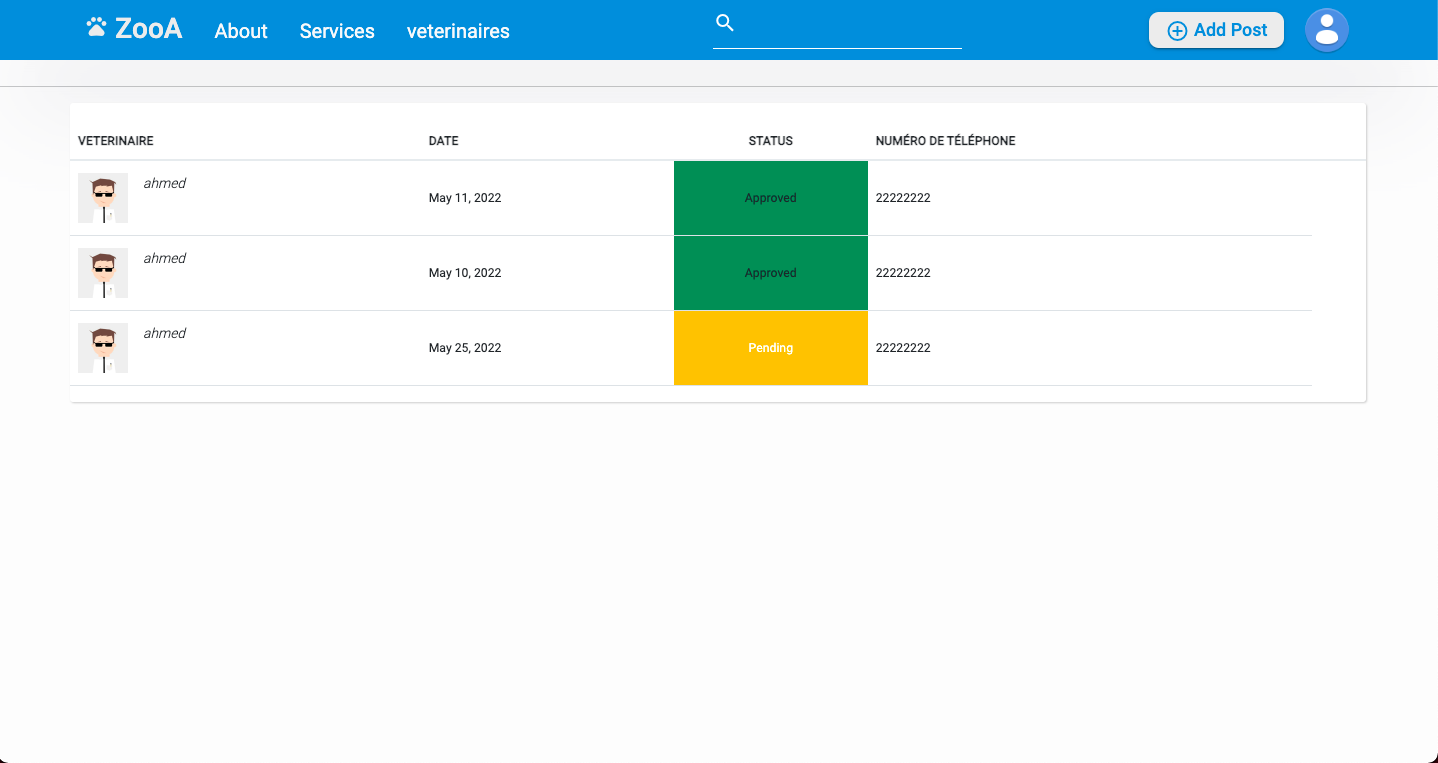 ZooA About Services veterinaires Add Post
VETERINAIRE DATE STATUS NUMÉRO DE TÉLÉPHONE
ahmed May 11, 2022 Approved 22222222
ahmed May 10, 2022 Approved 22222222
ahmed May 25, 2022 Pending 22222222